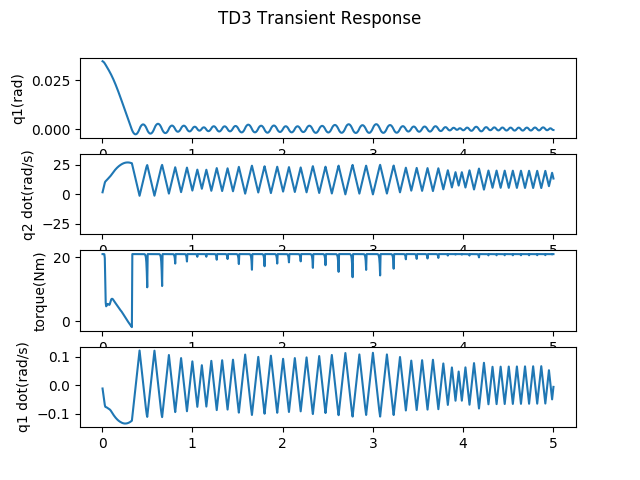 TD3 Transient Response
q1(rad)
0.025
0.000
0 1 2 3 4 5
q2 dot(rad/s)
25
0
−25
0 1 2 3 4 5
torque(Nm)
20
0
0 1 2 3 4 5
q1 dot(rad/s)
0.1
0.0
−0.1
0 1 2 3 4 5